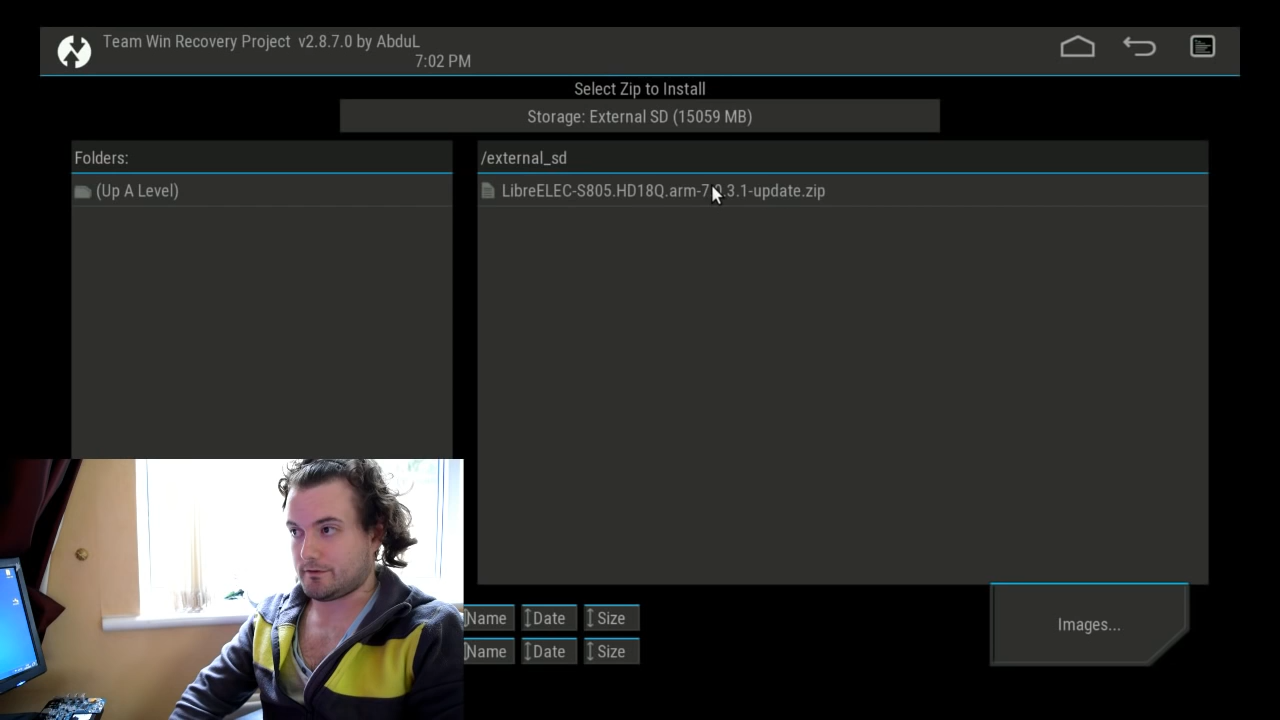 Team Win Recovery Project v2.8.7.0 by AbduL
7:02 PM
Select Zip to Install
Storage: External SD (15059 MB)
Folders:
(Up A Level)
/external_sd
LibreELEC-S805.HD18Q.arm-7.0.3.1-update.zip
Name Date Size
Name Date Size
Images...